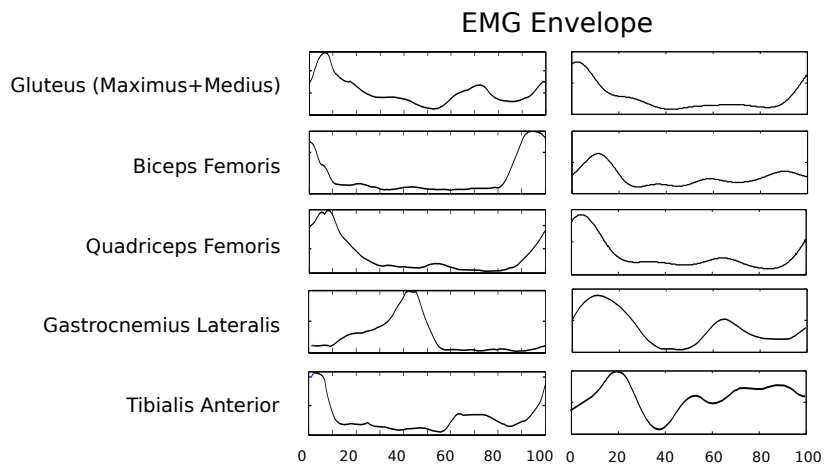 EMG Envelope
Gluteus (Maximus+Medius)
Biceps Femoris
Quadriceps Femoris
Gastrocnemius Lateralis
Tibialis Anterior
0 20 40 60 80 100 0 20 40 60 80 100